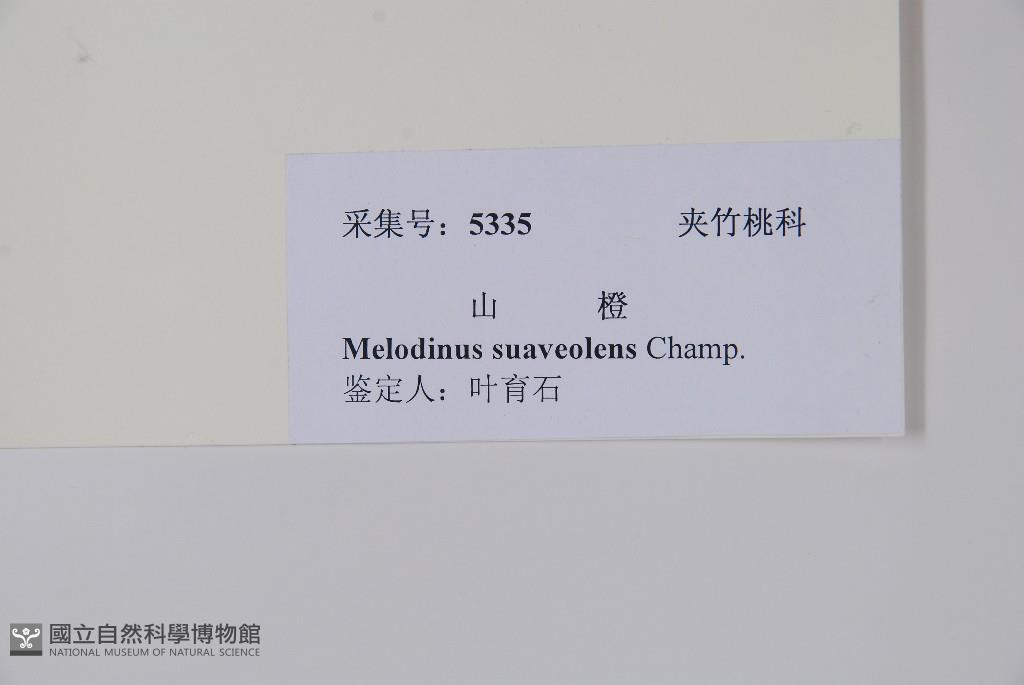 采集号：5335 夹竹桃科
山 橙
Melodinus suaveolens Champ.
鉴定人：叶育石
國立自然科學博物館
NATIONAL MUSEUM OF NATURAL SCIENCE